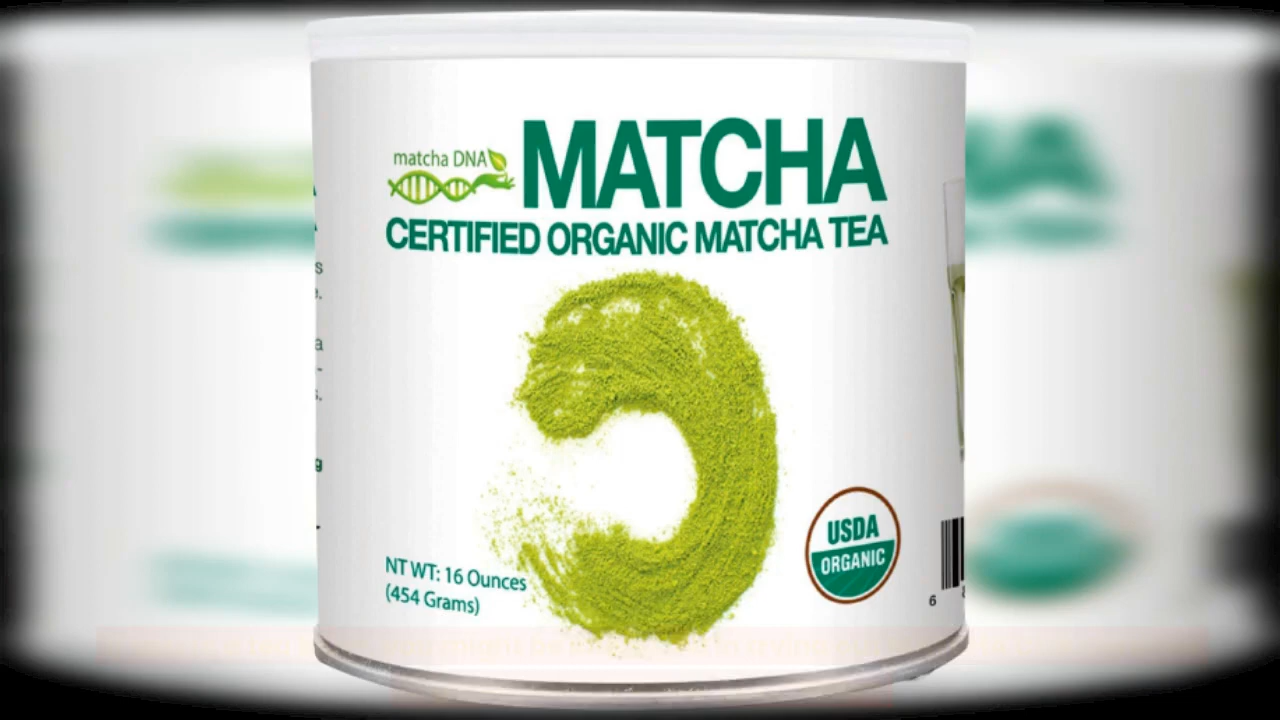 matcha DNA
MATCHA
CERTIFIED ORGANIC MATCHA TEA
NT WT: 16 Ounces
(454 Grams)
USDA
ORGANIC
6